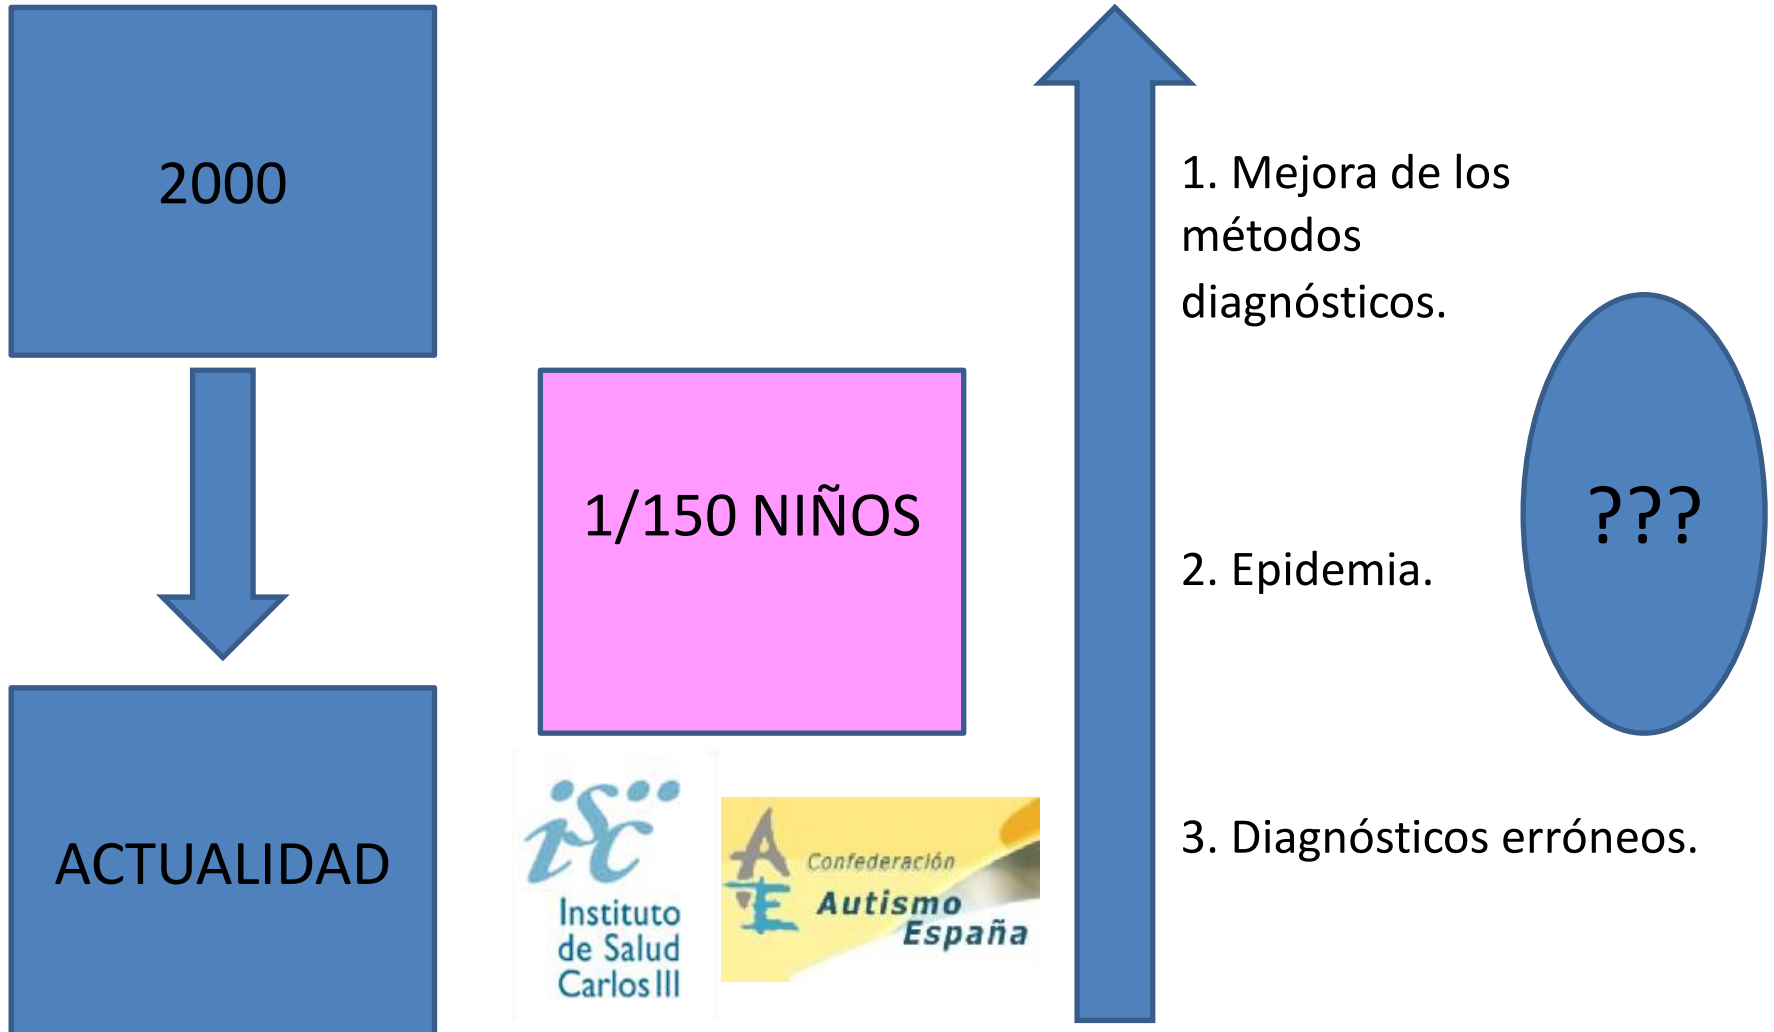 2000
ACTUALIDAD
1/150 NIÑOS
isc
Instituto
de Salud
Carlos III
A
E
Confederación
Autismo
España
1. Mejora de los
métodos
diagnósticos.
2. Epidemia.
3. Diagnósticos erróneos.
???